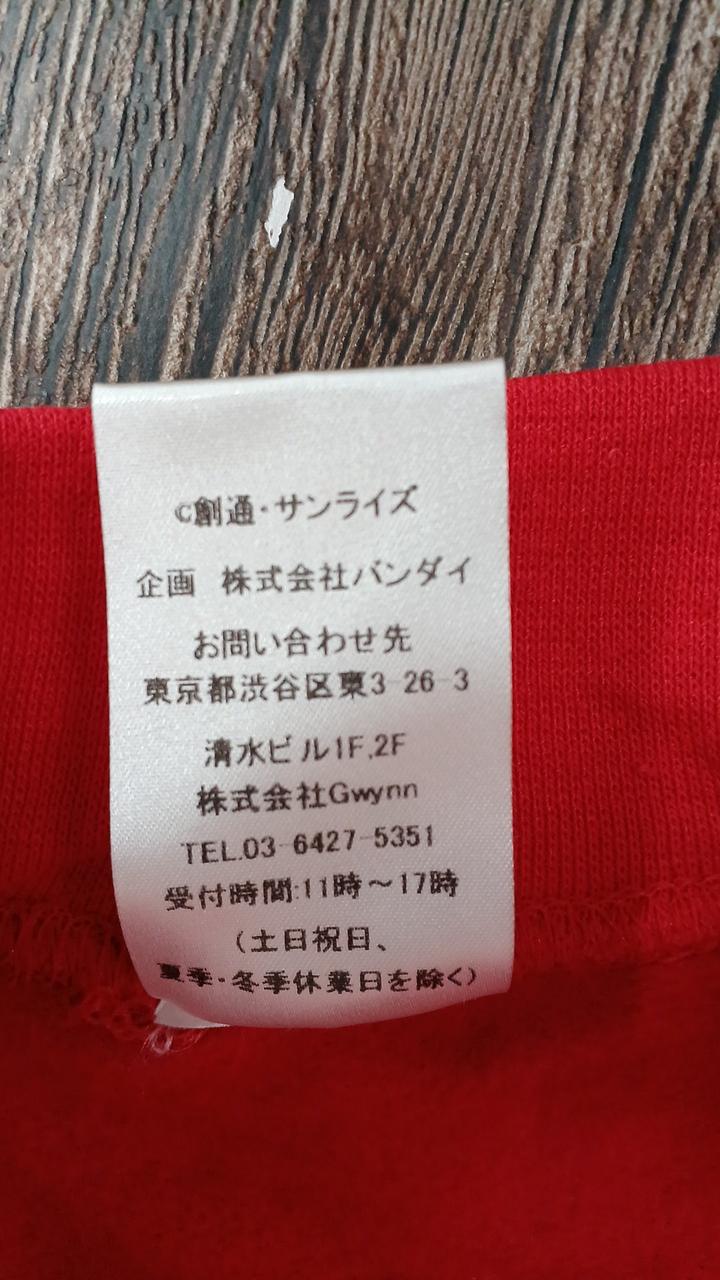 ©創通・サンライズ
企画 株式会社バンダイ
お問い合わせ先
東京都渋谷区東3-26-3
清水ビル1F,2F
株式会社Gwynn
TEL.03-6427-5351
受付時間:11時～17時
(土日祝日、
夏季・冬季休業日を除く)